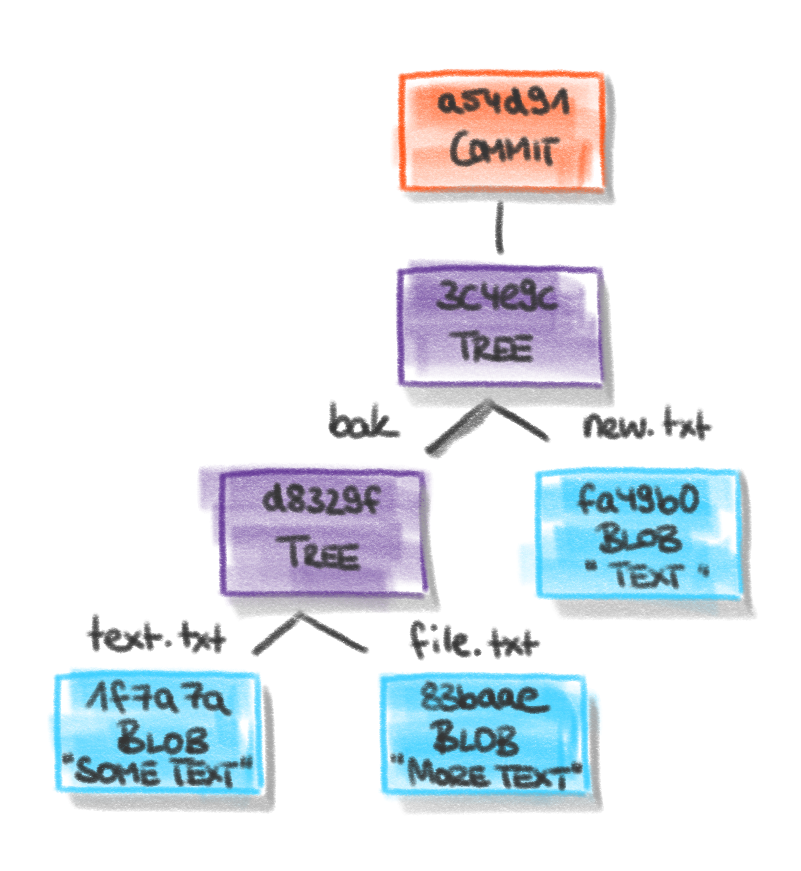 a54d91
COMMIT
3c4e9c
TREE
bak
new.txt
d8329f
TREE
fa49b0
BLOB
"TEXT"
text.txt
file.txt
1f7a7a
BLOB
"SOME TEXT"
83baae
BLOB
"MORE TEXT"